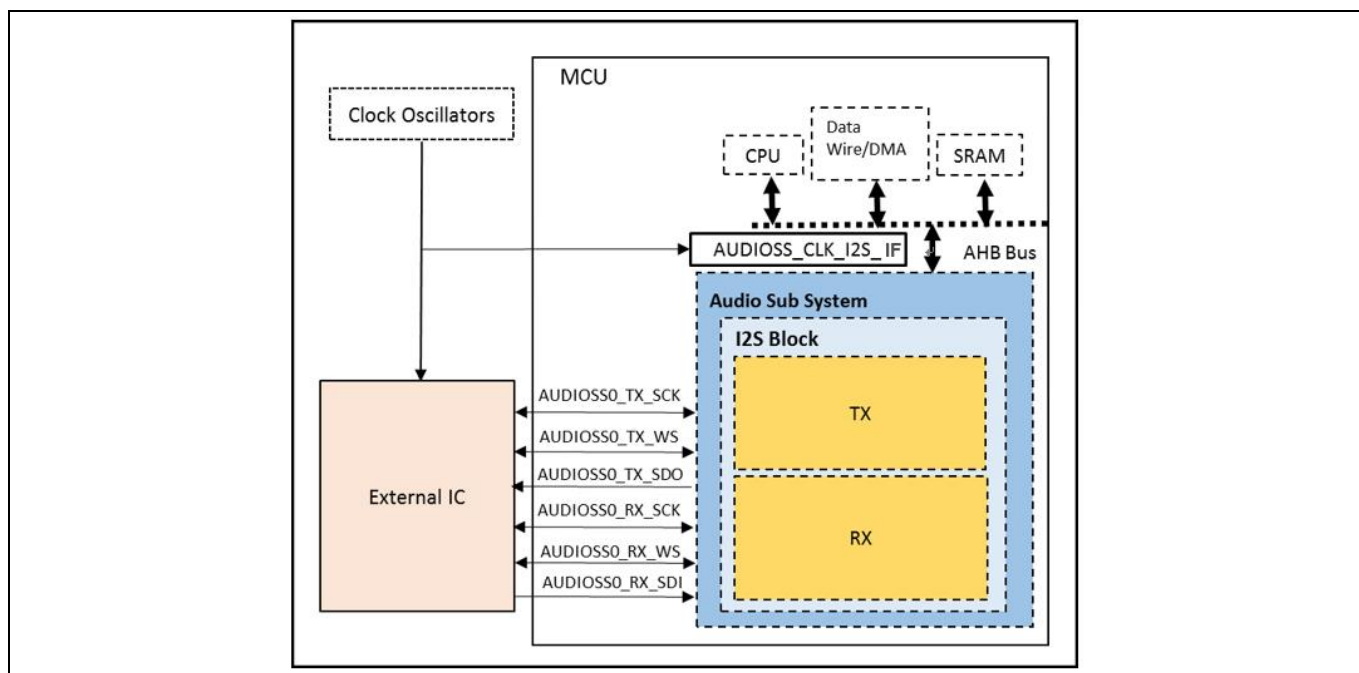 MCU
Clock Oscillators
Data
Wire/DMA
CPU
SRAM
AUDIOSS_CLK_I2S_IF
AHB Bus
Audio Sub System
I2S Block
AUDIOSS0_TX_SCK
TX
AUDIOSS0_TX_WS
AUDIOSS0_TX_SDO
External IC
AUDIOSS0_RX_SCK
RX
AUDIOSS0_RX_WS
AUDIOSS0_RX_SDI